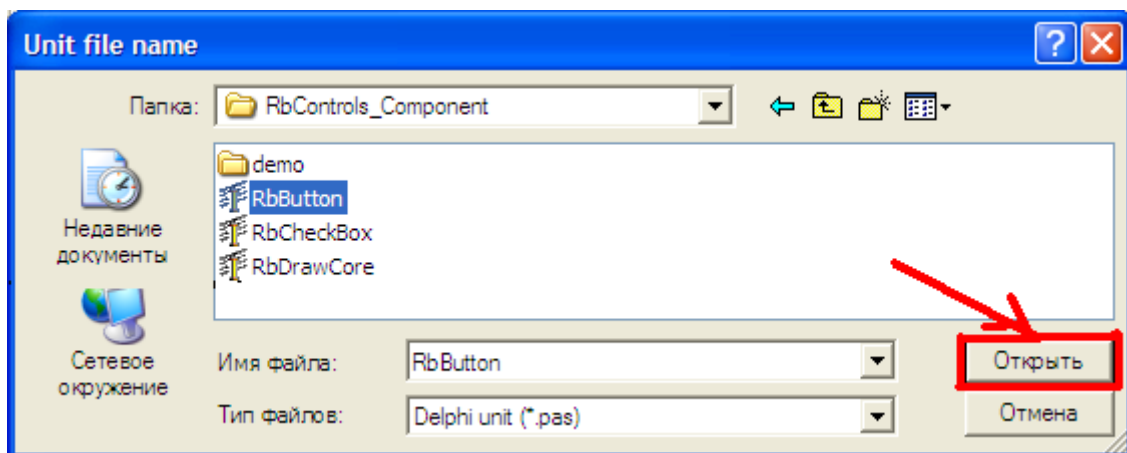 Unit file name
Папка: RbControls_Component
demo
RbButton
RbCheckBox
RbDrawCore
Недавние
документы
Сетевое
окружение
Имя файла: RbButton Открыть
Тип файлов: Delphi unit (*.pas) Отмена